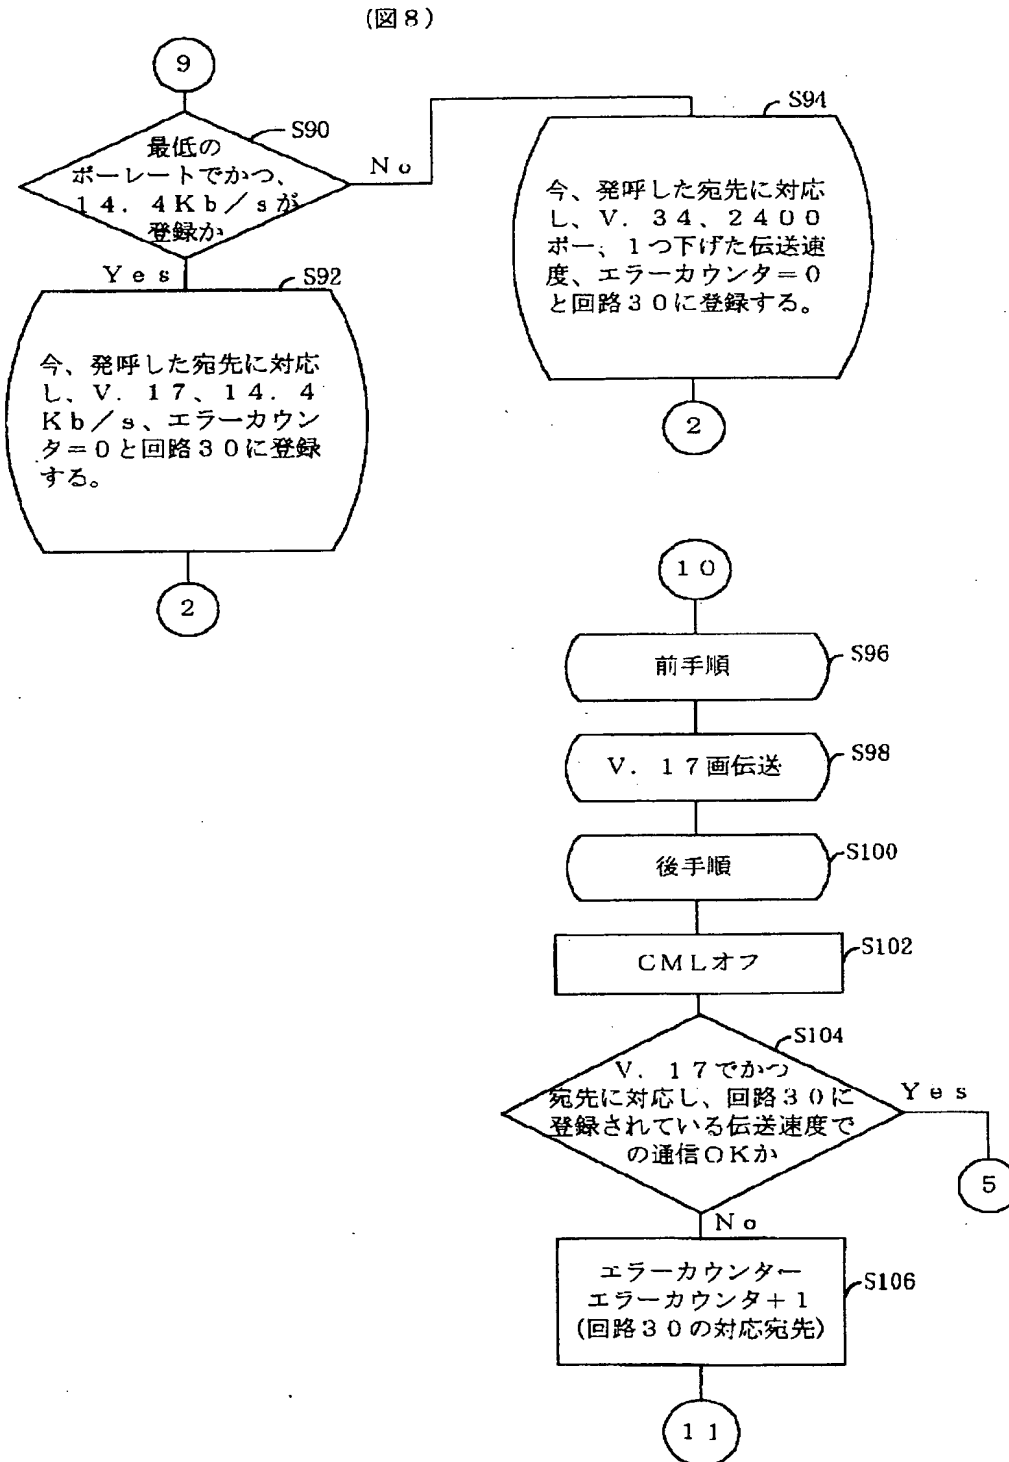 (図8)
9
S90
最低の
ボーレートでかつ、
14.4Kb/sが
登録か
No
Yes
S92
今、発呼した宛先に対応
し、V.17、14.4
Kb/s、エラーカウン
タ=0と回路30に登録
する。
2
S94
今、発呼した宛先に対応
し、V.34、2400
ボー、1つ下げた伝送速
度、エラーカウンタ=0
と回路30に登録する。
2
10
前手順
S96
V.17画伝送
S98
後手順
S100
CMLオフ
S102
S104
V.17でかつ
宛先に対応し、回路30に
登録されている伝送速度で
の通信OKか
Yes
5
No
エラーカウンター
エラーカウンタ+1
(回路30の対応宛先)
S106
11